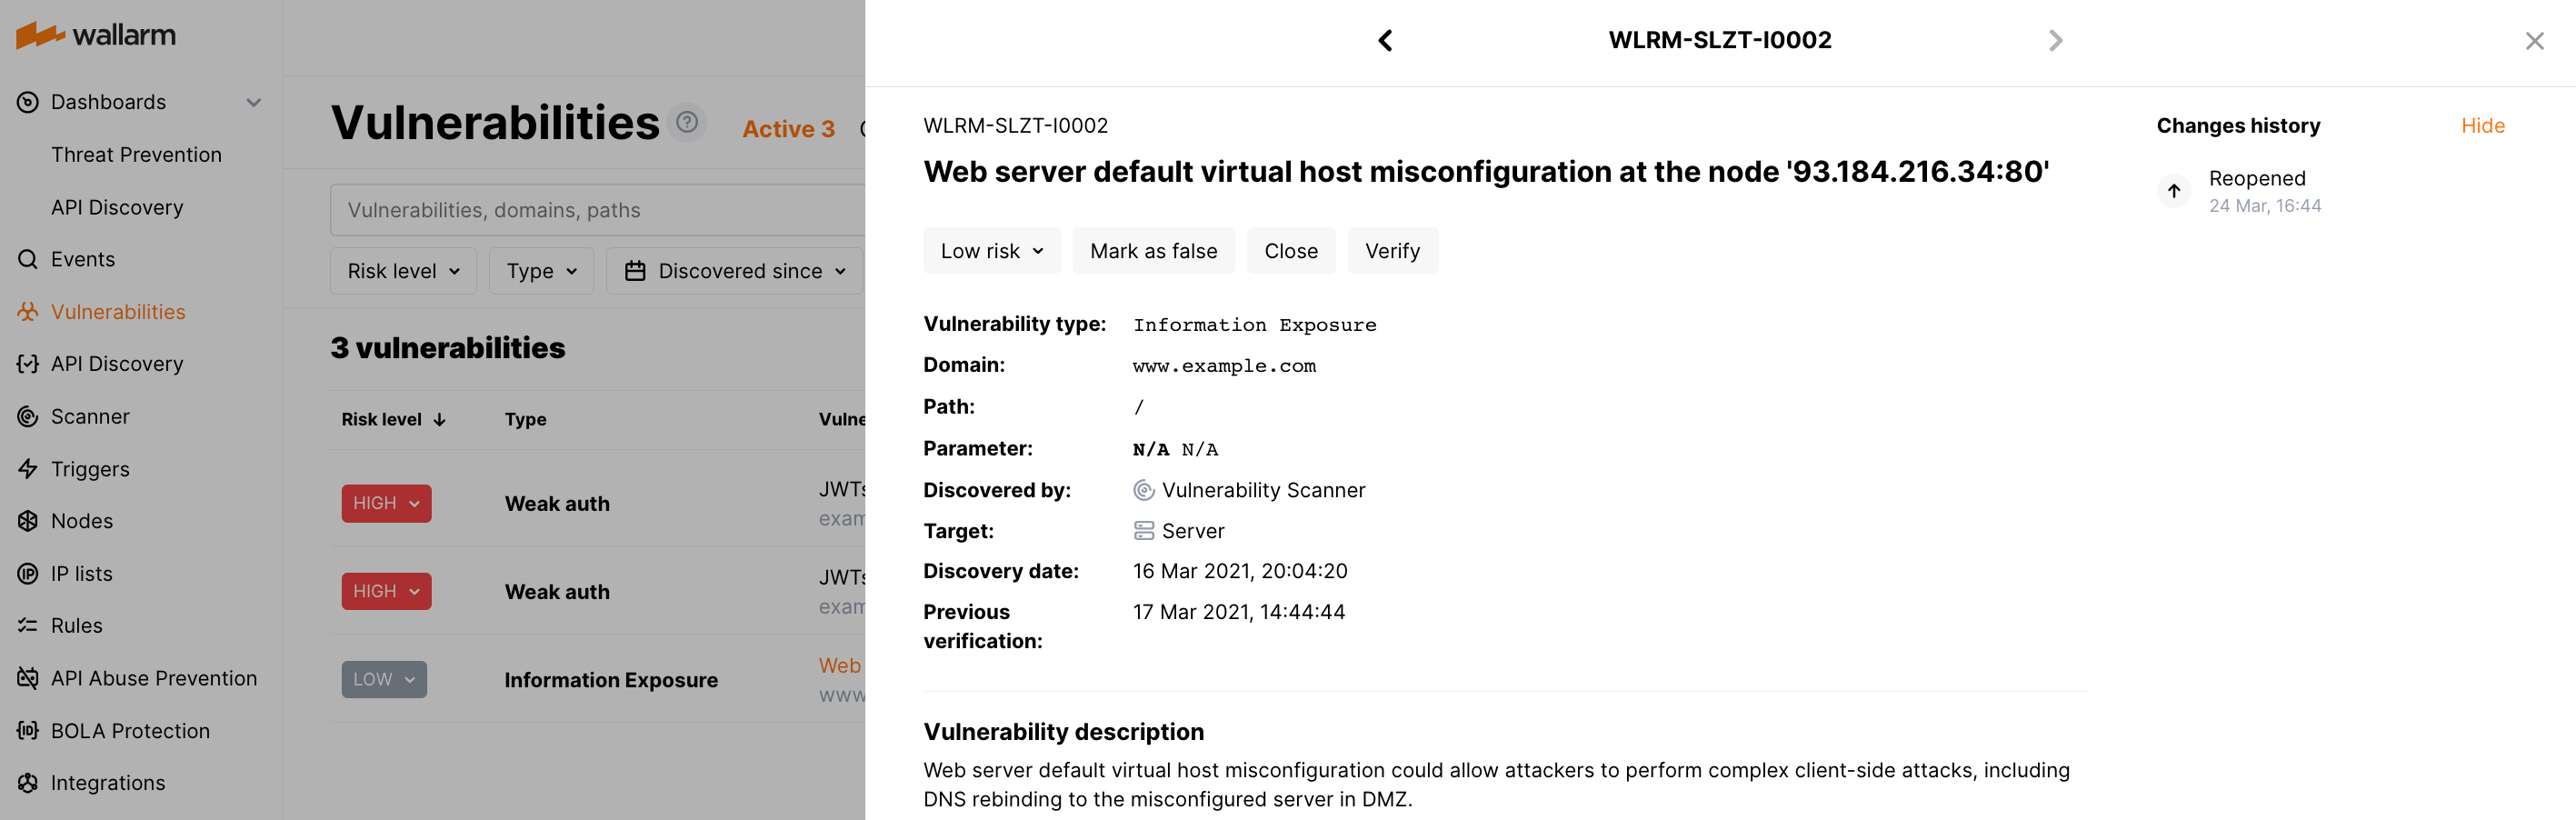 wallarm
Dashboards
Threat Prevention
API Discovery
Events
Vulnerabilities
API Discovery
Scanner
Triggers
Nodes
IP lists
Rules
API Abuse Prevention
BOLA Protection
Integrations
Vulnerabilities ? Active 3
Vulnerabilities, domains, paths
Risk level Type Discovered since
3 vulnerabilities
Risk level Type
HIGH Weak auth
HIGH Weak auth
LOW Information Exposure Web
WLRM-SLZT-I0002
WLRM-SLZT-I0002
Web server default virtual host misconfiguration at the node '93.184.216.34:80'
Low risk Mark as false Close Verify
Vulnerability type: Information Exposure
Domain: www.example.com
Path: /
Parameter: N/A N/A
Discovered by: Vulnerability Scanner
Target: Server
Discovery date: 16 Mar 2021, 20:04:20
Previous verification: 17 Mar 2021, 14:44:44
Vulnerability description
Web server default virtual host misconfiguration could allow attackers to perform complex client-side attacks, including
DNS rebinding to the misconfigured server in DMZ.
Changes history Hide
Reopened
24 Mar, 16:44